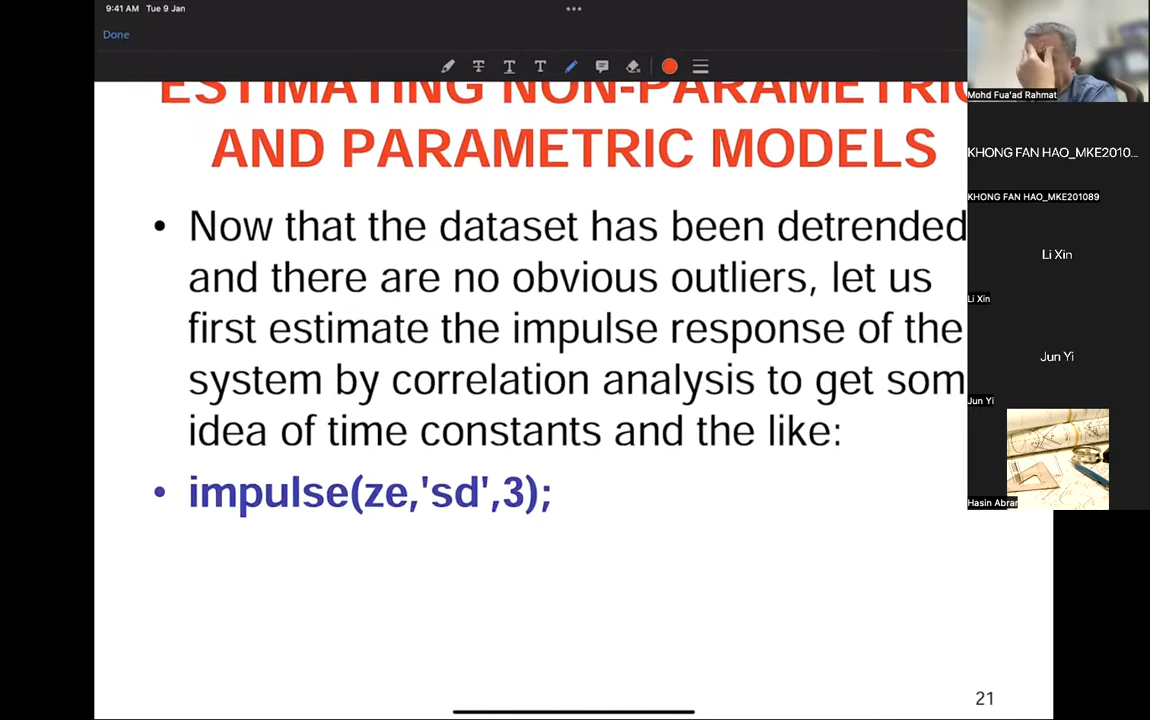 9:41 AM Tue 9 Jan
Done
ESTIMATING NON-PARAMETRIC
AND PARAMETRIC MODELS
• Now that the dataset has been detrended
and there are no obvious outliers, let us
first estimate the impulse response of the
system by correlation analysis to get som
idea of time constants and the like:
• impulse(ze,'sd',3);
21
Mohd Fua'ad Rahmat
KHONG FAN HAO_MKE2010...
KHONG FAN HAO_MKE201089
Li Xin
Li Xin
Jun Yi
Jun Yi
Hasin Abrar